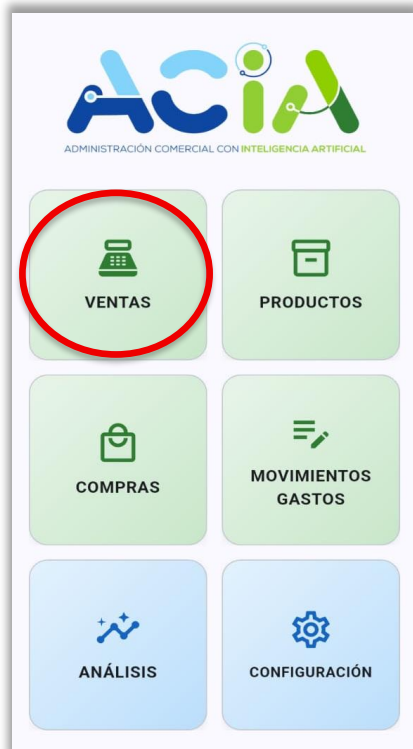 ACIA
ADMINISTRACIÓN COMERCIAL CON INTELIGENCIA ARTIFICIAL
VENTAS
PRODUCTOS
COMPRAS
MOVIMIENTOS
GASTOS
ANÁLISIS
CONFIGURACIÓN